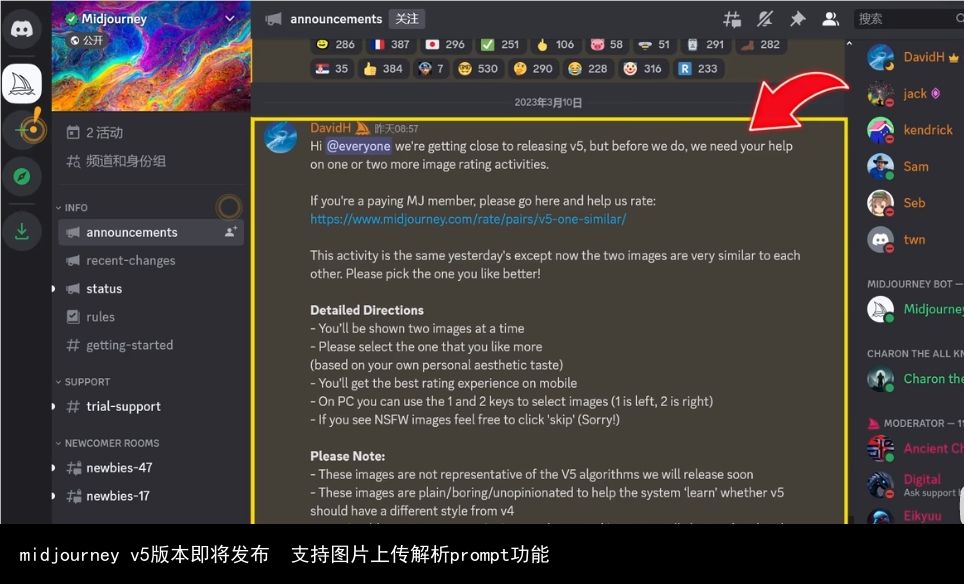 Midjourney
公开
2 活动
频道和身份组
INFO
announcements
recent-changes
status
rules
getting-started
SUPPORT
trial-support
NEWCOMER ROOMS
newbies-47
newbies-17
announcements 关注
搜索
286 387 296 251 106 58 51 291 282
35 384 7 530 290 228 316 R 233
2023年3月10日
DavidH 昨天08:57
Hi @everyone we're getting close to releasing v5, but before we do, we need your help
on one or two more image rating activities.
If you're a paying MJ member, please go here and help us rate:
https://www.midjourney.com/rate/pairs/v5-one-similar/
This activity is the same yesterday's except now the two images are very similar to each
other. Please pick the one you like better!
Detailed Directions
- You'll be shown two images at a time
- Please select the one that you like more
(based on your own personal aesthetic taste)
- You'll get the best rating experience on mobile
- On PC you can use the 1 and 2 keys to select images (1 is left, 2 is right)
- If you see NSFW images feel free to click 'skip' (Sorry!)
Please Note:
- These images are not representative of the V5 algorithms we will release soon
- These images are plain/boring/unopinionated to help the system 'learn' whether v5
should have a different style from v4
DavidH
jack
kendrick
Sam
Seb
twn
MIDJOURNEY BOT —
Midjourney
CHARON THE ALL KN
Charon the
MODERATOR — 1
Ancient Ch
Digital
Ask support
Eikyuu
midjourney v5版本即将发布 支持图片上传解析prompt功能